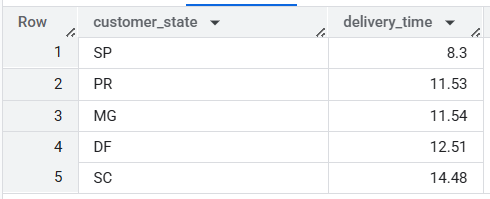 Row customer_state delivery_time
1 SP 8.3
2 PR 11.53
3 MG 11.54
4 DF 12.51
5 SC 14.48